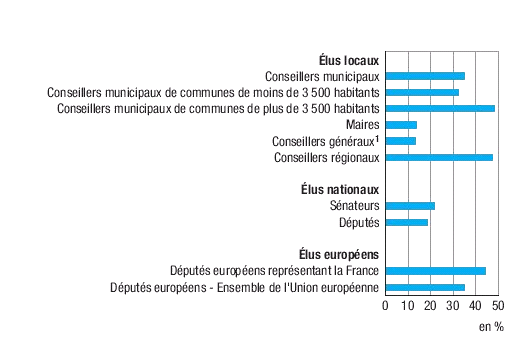 Élus locaux
Conseillers municipaux
Conseillers municipaux de communes de moins de 3 500 habitants
Conseillers municipaux de communes de plus de 3 500 habitants
Maires
Conseillers généraux¹
Conseillers régionaux
Élus nationaux
Sénateurs
Députés
Élus européens
Députés européens représentant la France
Députés européens - Ensemble de l'Union européenne
0 10 20 30 40 50
en %